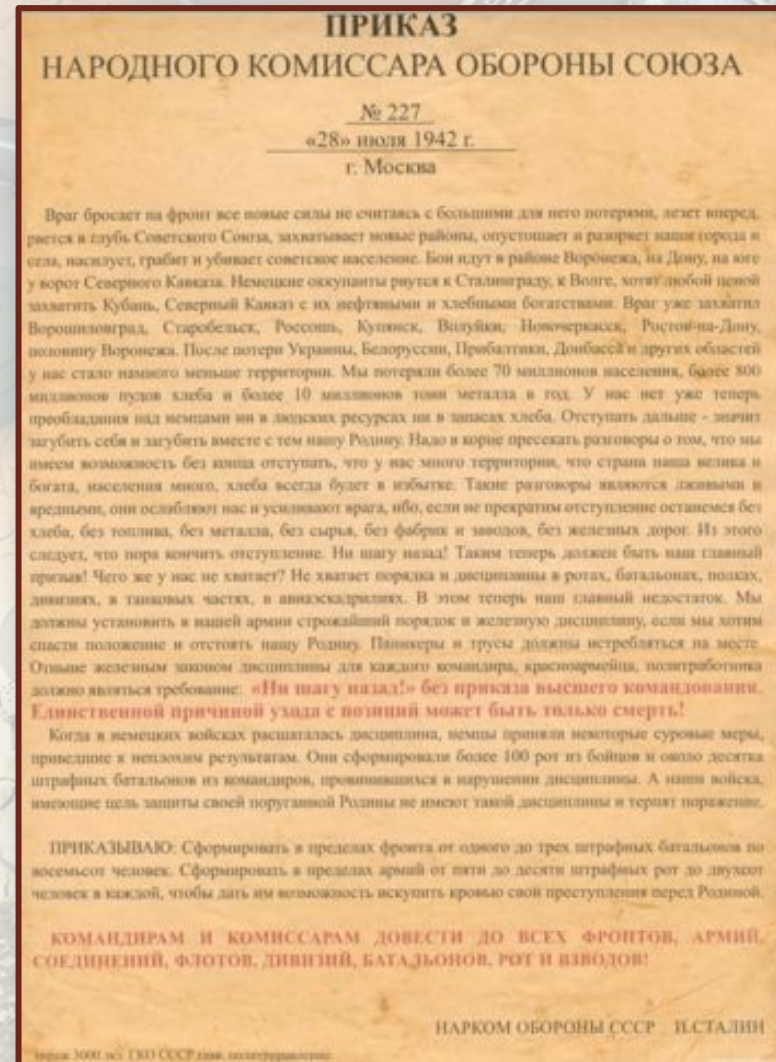 ПРИКАЗ
НАРОДНОГО КОМИССАРА ОБОРОНЫ СОЮЗА
№ 227
«28» июля 1942 г.
г. Москва
Враг бросает на фронт все новые силы не считаясь с большими для него потерями, лезет вперед,
рвется в глубь Советского Союза, захватывает новые районы, опустошает и разоряет наши города и
села, насилует, грабит и убивает советское население. Бои идут в районе Воронежа, на Дону, на юге
у ворот Северного Кавказа. Немецкие оккупанты рвутся к Сталинграду, к Волге, хотят любой ценой
захватить Кубань, Северный Кавказ с их нефтяными и хлебными богатствами. Враг уже захватил
Ворошиловград, Старобельск, Россошь, Купянск, Валуйки, Новочеркасск, Ростов-на-Дону,
половину Воронежа. После потери Украины, Белоруссии, Прибалтики, Донбасса и других областей
у нас стало намного меньше территории. Мы потеряли более 70 миллионов населения, более 800
миллионов пудов хлеба и более 10 миллионов тонн металла в год. У нас нет уже теперь
преобладания над немцами ни в людских ресурсах ни в запасах хлеба. Отступать дальше - значит
загубить себя и загубить вместе с тем нашу Родину. Надо в корне пресекать разговоры о том, что мы
имеем возможность без конца отступать, что у нас много территории, что страна наша велика и
богата, населения много, хлеба всегда будет в избытке. Такие разговоры являются лживыми и
вредными, они ослабляют нас и усиливают врага, ибо, если не прекратим отступление останемся без
хлеба, без топлива, без металла, без сырья, без фабрик и заводов, без железных дорог. Из этого
следует, что пора кончить отступление. Ни шагу назад! Таким теперь должен быть наш главный
призыв! Чего же у нас не хватает? Не хватает порядка и дисциплины в ротах, батальонах, полках,
дивизиях, в танковых частях, в авиаэскадрилиях. В этом теперь наш главный недостаток. Мы
должны установить в нашей армии строжайший порядок и железную дисциплину, если мы хотим
спасти положение и отстоять нашу Родину. Паникеры и трусы должны истребляться на месте.
Отныне железным законом дисциплины для каждого командира, красноармейца, политработника
должно являться требование: «Ни шагу назад!» без приказа высшего командования.
Единственной причиной ухода с позиций может быть только смерть!
Когда в немецких войсках расшаталась дисциплина, немцы приняли некоторые суровые меры,
приведшие к неплохим результатам. Они сформировали более 100 рот из бойцов и около десятка
штрафных батальонов из командиров, провинившихся в нарушении дисциплины. А наши войска,
имеющие цель защиты своей поруганной Родины не имеют такой дисциплины и терпят поражение.
ПРИКАЗЫВАЮ: Сформировать в пределах фронта от одного до трех штрафных батальонов по
восемьсот человек. Сформировать в пределах армий от пяти до десяти штрафных рот до двухсот
человек в каждой, чтобы дать им возможность искупить кровью свои преступления перед Родиной.
КОМАНДИРАМ И КОМИССАРАМ ДОВЕСТИ ДО ВСЕХ ФРОНТОВ, АРМИЙ,
СОЕДИНЕНИЙ, ФЛОТОВ, ДИВИЗИЙ, БАТАЛЬОНОВ, РОТ И ВЗВОДОВ!
НАРКОМ ОБОРОНЫ СССР И.СТАЛИН
тираж 3000 экз. ГКО СССР глав. политуправление.